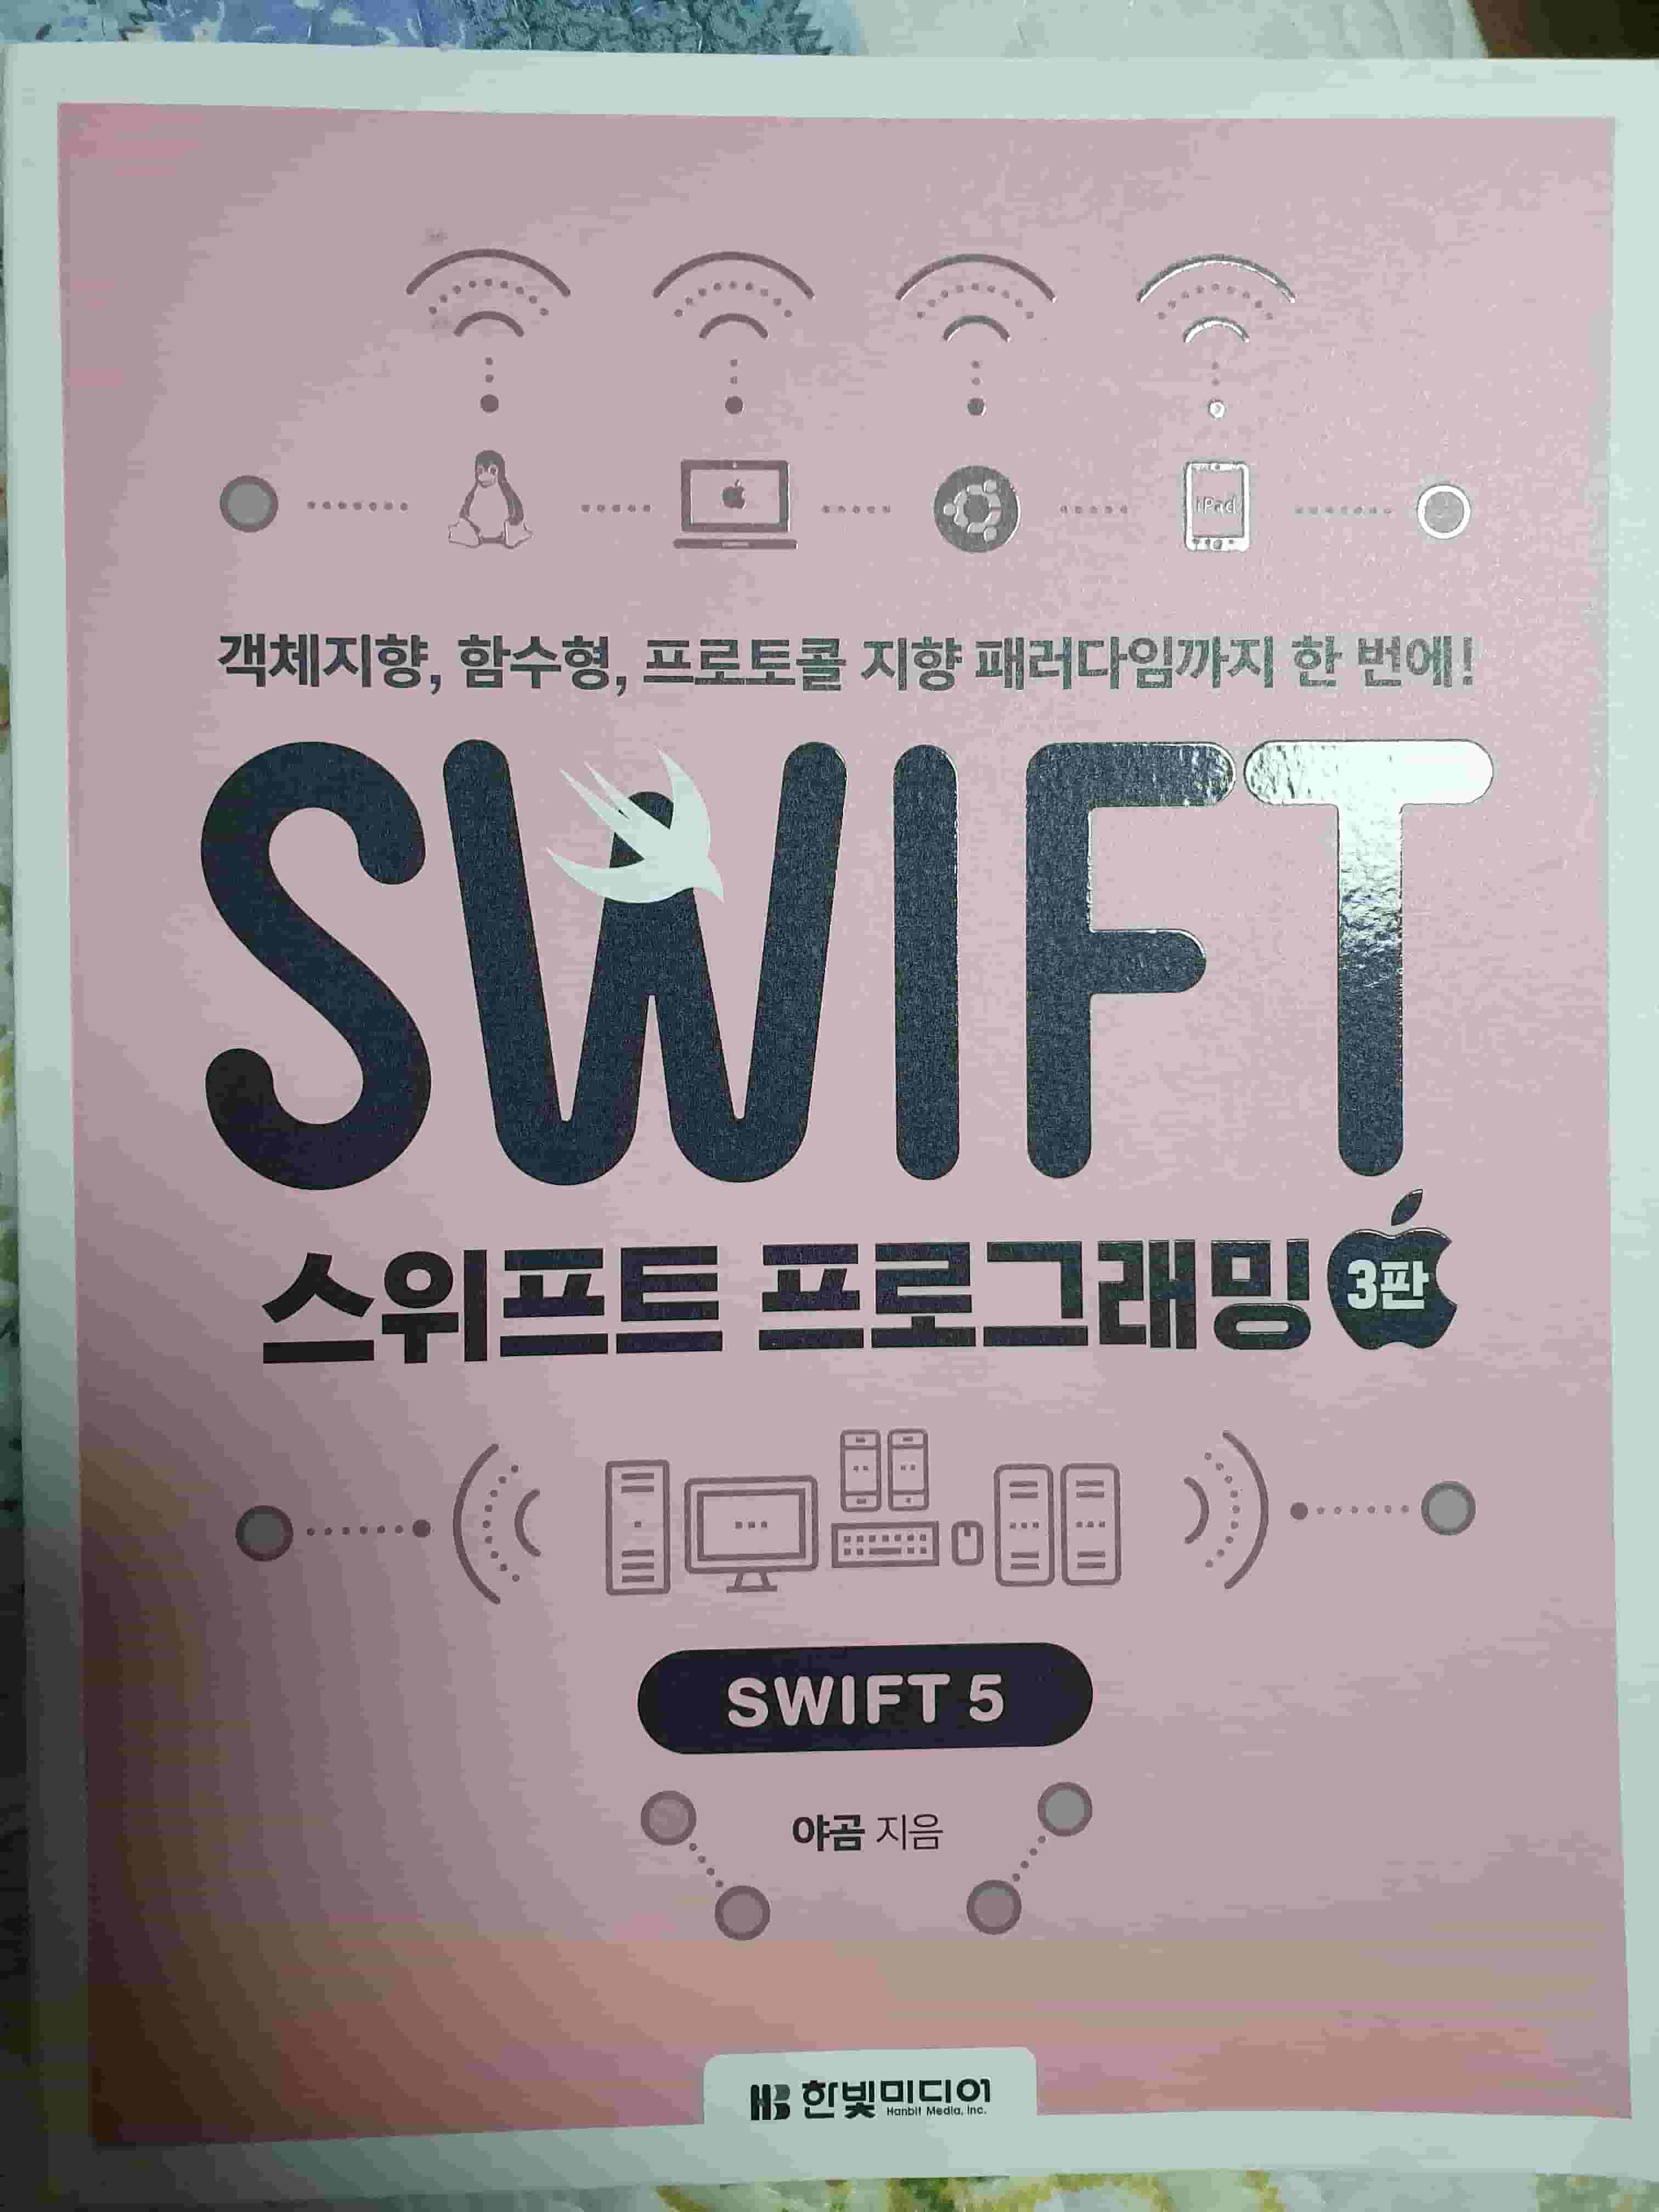 iPad
객체지향, 함수형, 프로토콜 지향 패러다임까지 한 번에!
SWIFT
스위프트 프로그래밍 3판
SWIFT 5
야곰 지음
HB 한빛미디어
Hanbit Media, Inc.